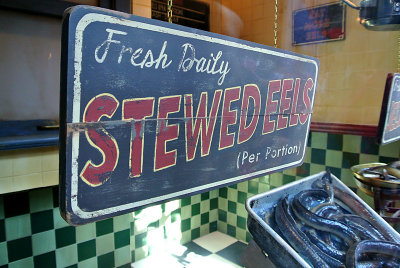 Fresh Daily
STEWED EELS
(Per Portion)